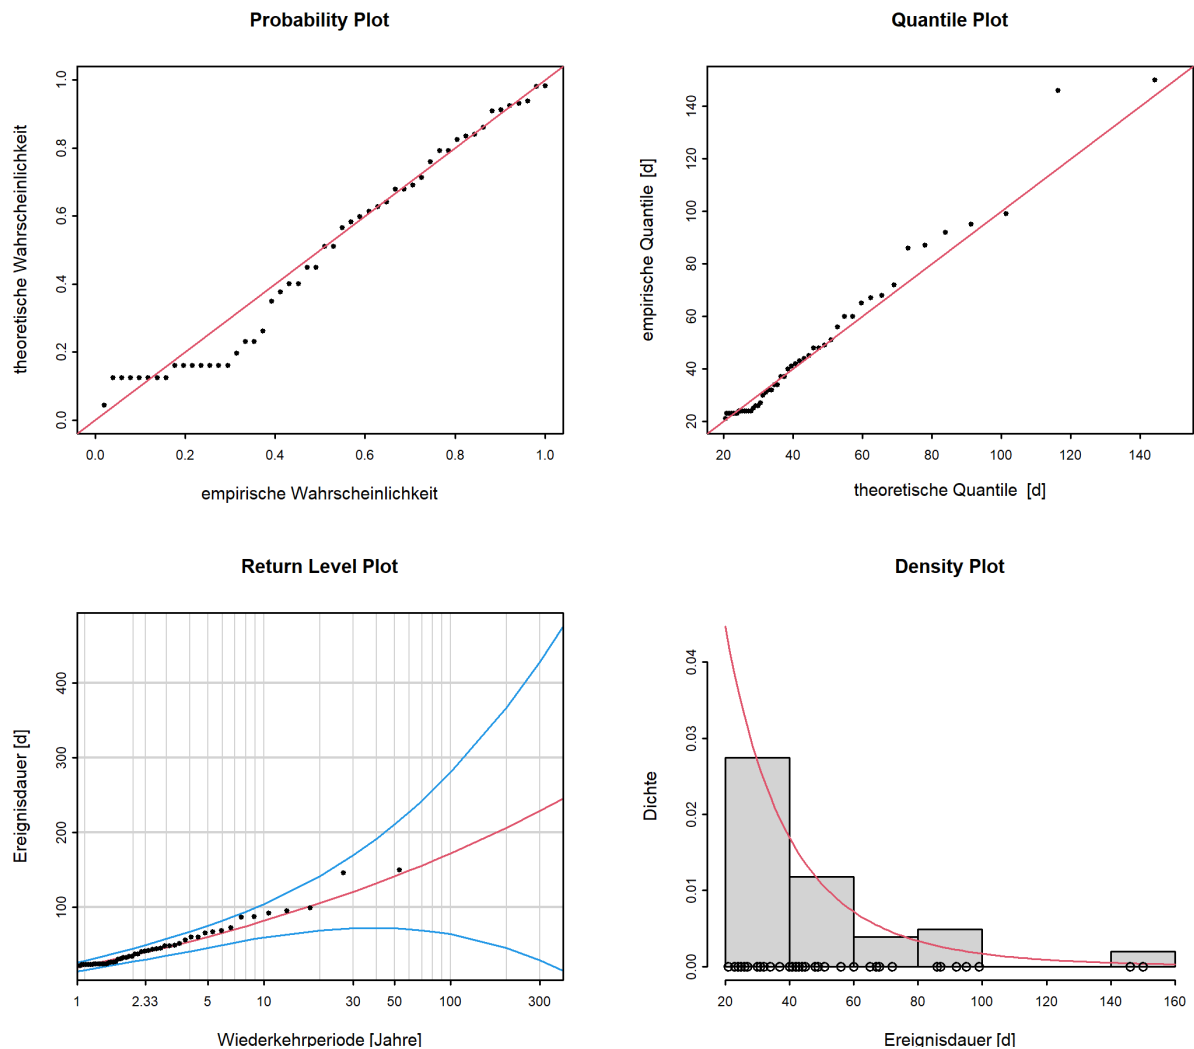 Probability Plot
theoretische Wahrscheinlichkeit
0.0 0.2 0.4 0.6 0.8 1.0
0.0 0.2 0.4 0.6 0.8 1.0
empirische Wahrscheinlichkeit
Quantile Plot
empirische Quantile [d]
20 40 60 80 100 120 140
20 40 60 80 100 120 140
theoretische Quantile [d]
Return Level Plot
Ereignisdauer [d]
100 200 300 400
1 2.33 5 10 30 50 100 300
Wiederkehrperiode [Jahre]
Density Plot
Dichte
0.00 0.01 0.02 0.03 0.04
20 40 60 80 100 120 140 160
Ereignisdauer [d]